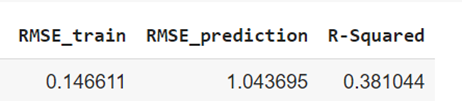 RMSE_train RMSE_prediction R-Squared
0.146611 1.043695 0.381044